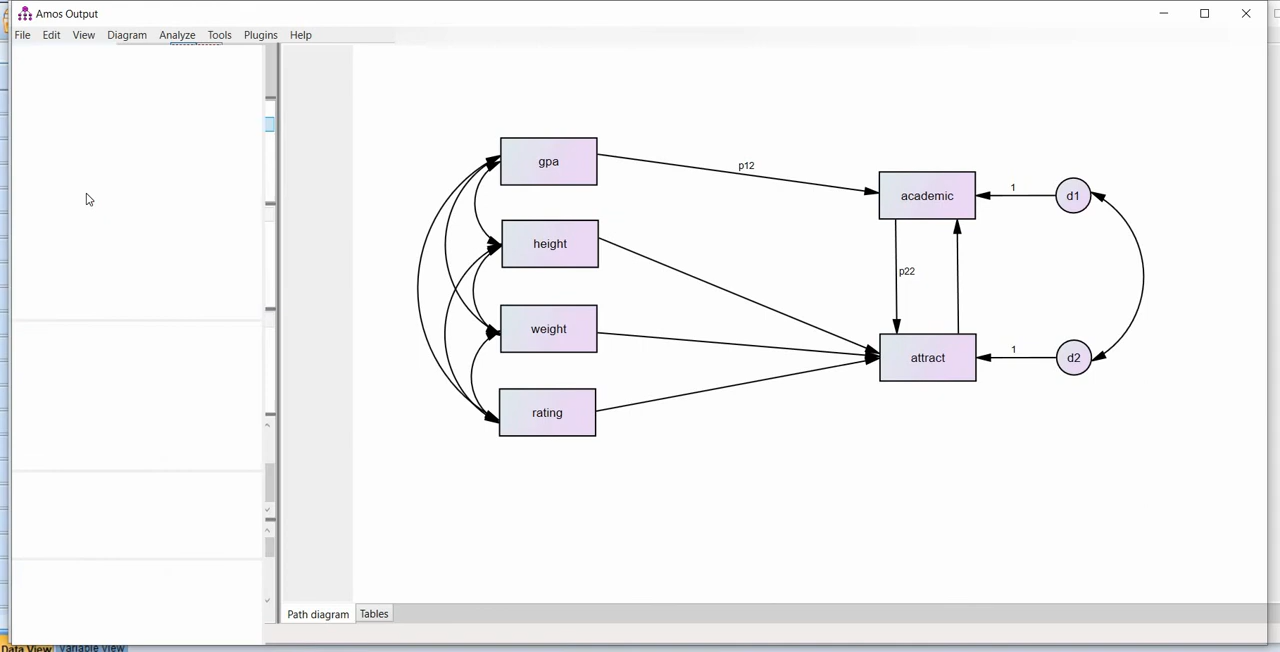 Amos Output
File Edit View Diagram Analyze Tools Plugins Help
gpa
p12
academic
1
d1
height
p22
weight
attract
1
d2
rating
Path diagram Tables
Data View Variable View